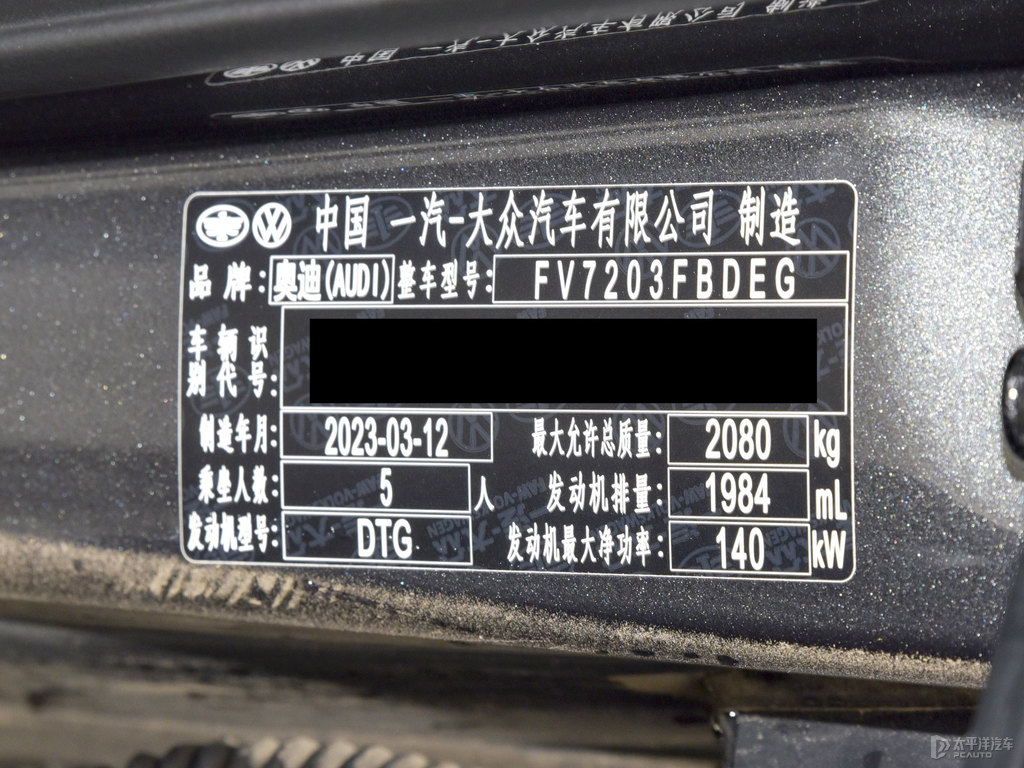 中国 一汽-大众汽车有限公司 制造
品牌: 奥迪(AUDI) 整车型号: FV7203FBDEG
车辆识
别代号:
制造年月: 2023-03-12 最大允许总质量: 2080 kg
乘坐人数: 5 人 发动机排量: 1984 mL
发动机型号: DTG 发动机最大净功率: 140 kW
太平洋汽车
PCAUTO